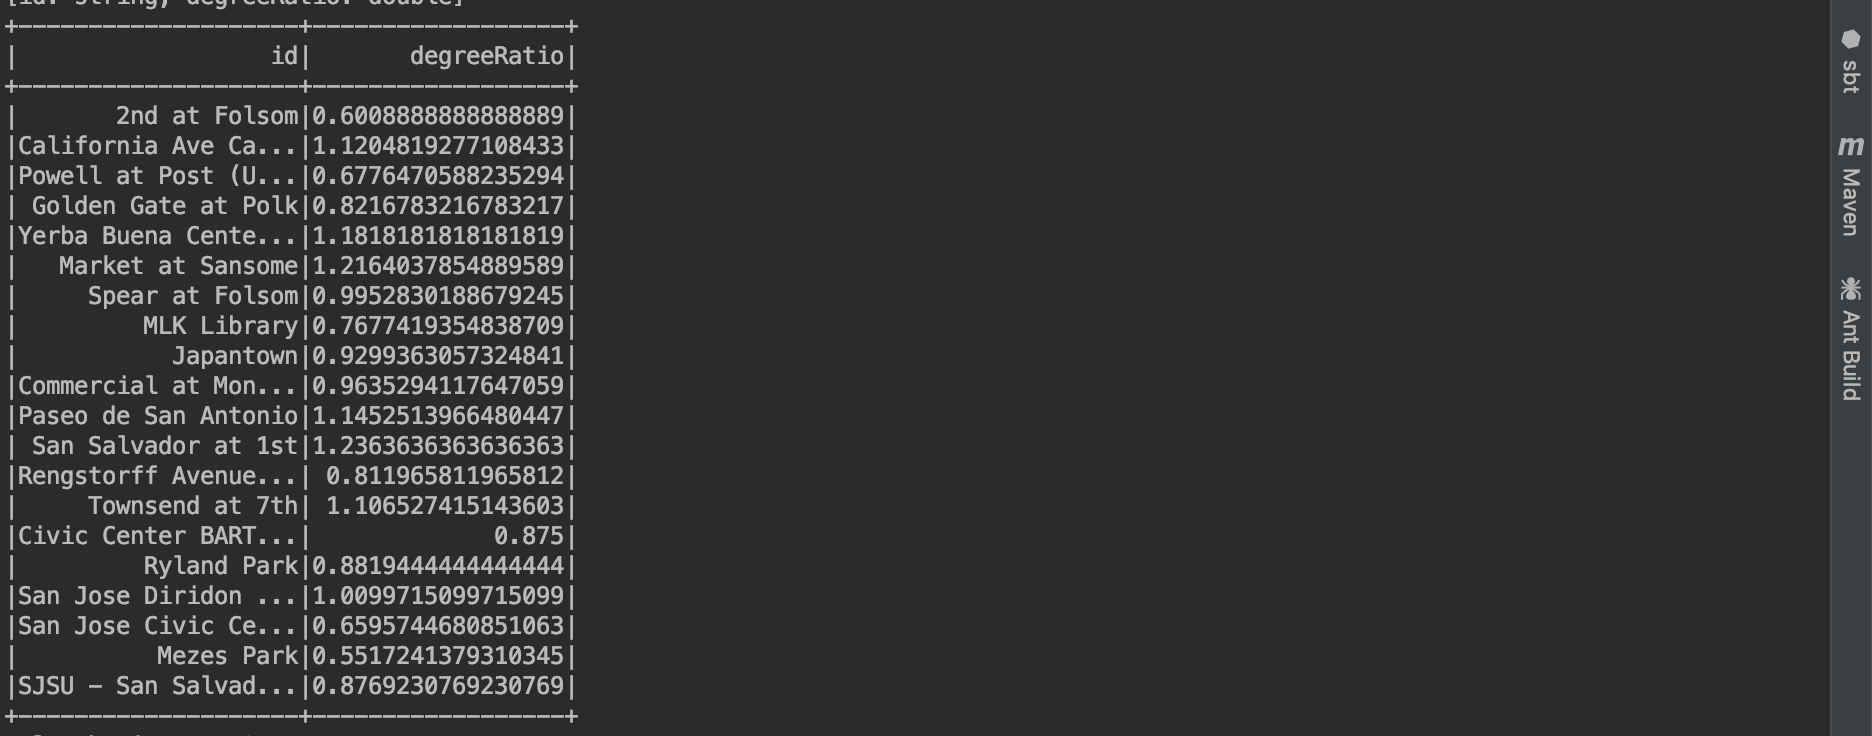 [id: string, degreeRatio: double]
+--------------------+------------------+
|                  id|       degreeRatio|
+--------------------+------------------+
|       2nd at Folsom|0.6008888888888889|
|California Ave Ca...|1.1204819277108433|
|Powell at Post (U...|0.6776470588235294|
| Golden Gate at Polk|0.8216783216783217|
|Yerba Buena Cente...|1.1818181818181819|
|   Market at Sansome|1.2164037854889589|
|     Spear at Folsom|0.9952830188679245|
|         MLK Library|0.7677419354838709|
|           Japantown|0.9299363057324841|
|Commercial at Mon...|0.9635294117647059|
|Paseo de San Antonio|1.1452513966480447|
| San Salvador at 1st|1.2363636363636363|
|Rengstorff Avenue...| 0.811965811965812|
|     Townsend at 7th| 1.106527415143603|
|Civic Center BART...|             0.875|
|         Ryland Park|0.8819444444444444|
|San Jose Diridon ...|1.0099715099715099|
|San Jose Civic Ce...|0.6595744680851063|
|          Mezes Park|0.5517241379310345|
|SJSU - San Salvad...|0.8769230769230769|
+--------------------+------------------+
sbt
m Maven
Ant Build